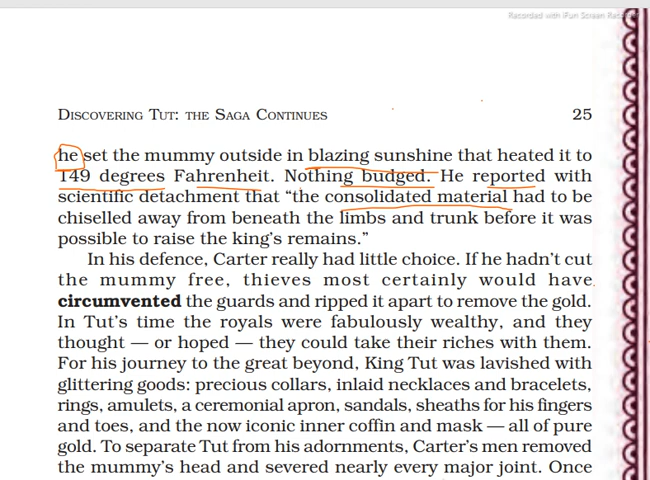 Recorded with iFun Screen Recorder
DISCOVERING TUT: THE SAGA CONTINUES 25
he set the mummy outside in blazing sunshine that heated it to
149 degrees Fahrenheit. Nothing budged. He reported with
scientific detachment that “the consolidated material had to be
chiselled away from beneath the limbs and trunk before it was
possible to raise the king’s remains.”
In his defence, Carter really had little choice. If he hadn’t cut
the mummy free, thieves most certainly would have
circumvented the guards and ripped it apart to remove the gold.
In Tut’s time the royals were fabulously wealthy, and they
thought — or hoped — they could take their riches with them.
For his journey to the great beyond, King Tut was lavished with
glittering goods: precious collars, inlaid necklaces and bracelets,
rings, amulets, a ceremonial apron, sandals, sheaths for his fingers
and toes, and the now iconic inner coffin and mask — all of pure
gold. To separate Tut from his adornments, Carter’s men removed
the mummy’s head and severed nearly every major joint. Once